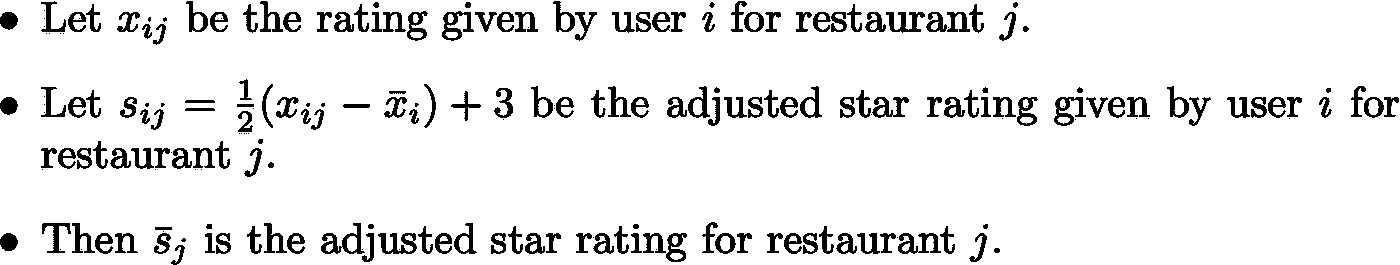 • Let $x_{ij}$ be the rating given by user $i$ for restaurant $j$.
• Let $s_{ij} = \frac{1}{2}(x_{ij} - \bar{x}_i) + 3$ be the adjusted star rating given by user $i$ for
restaurant $j$.
• Then $\bar{s}_j$ is the adjusted star rating for restaurant $j$.